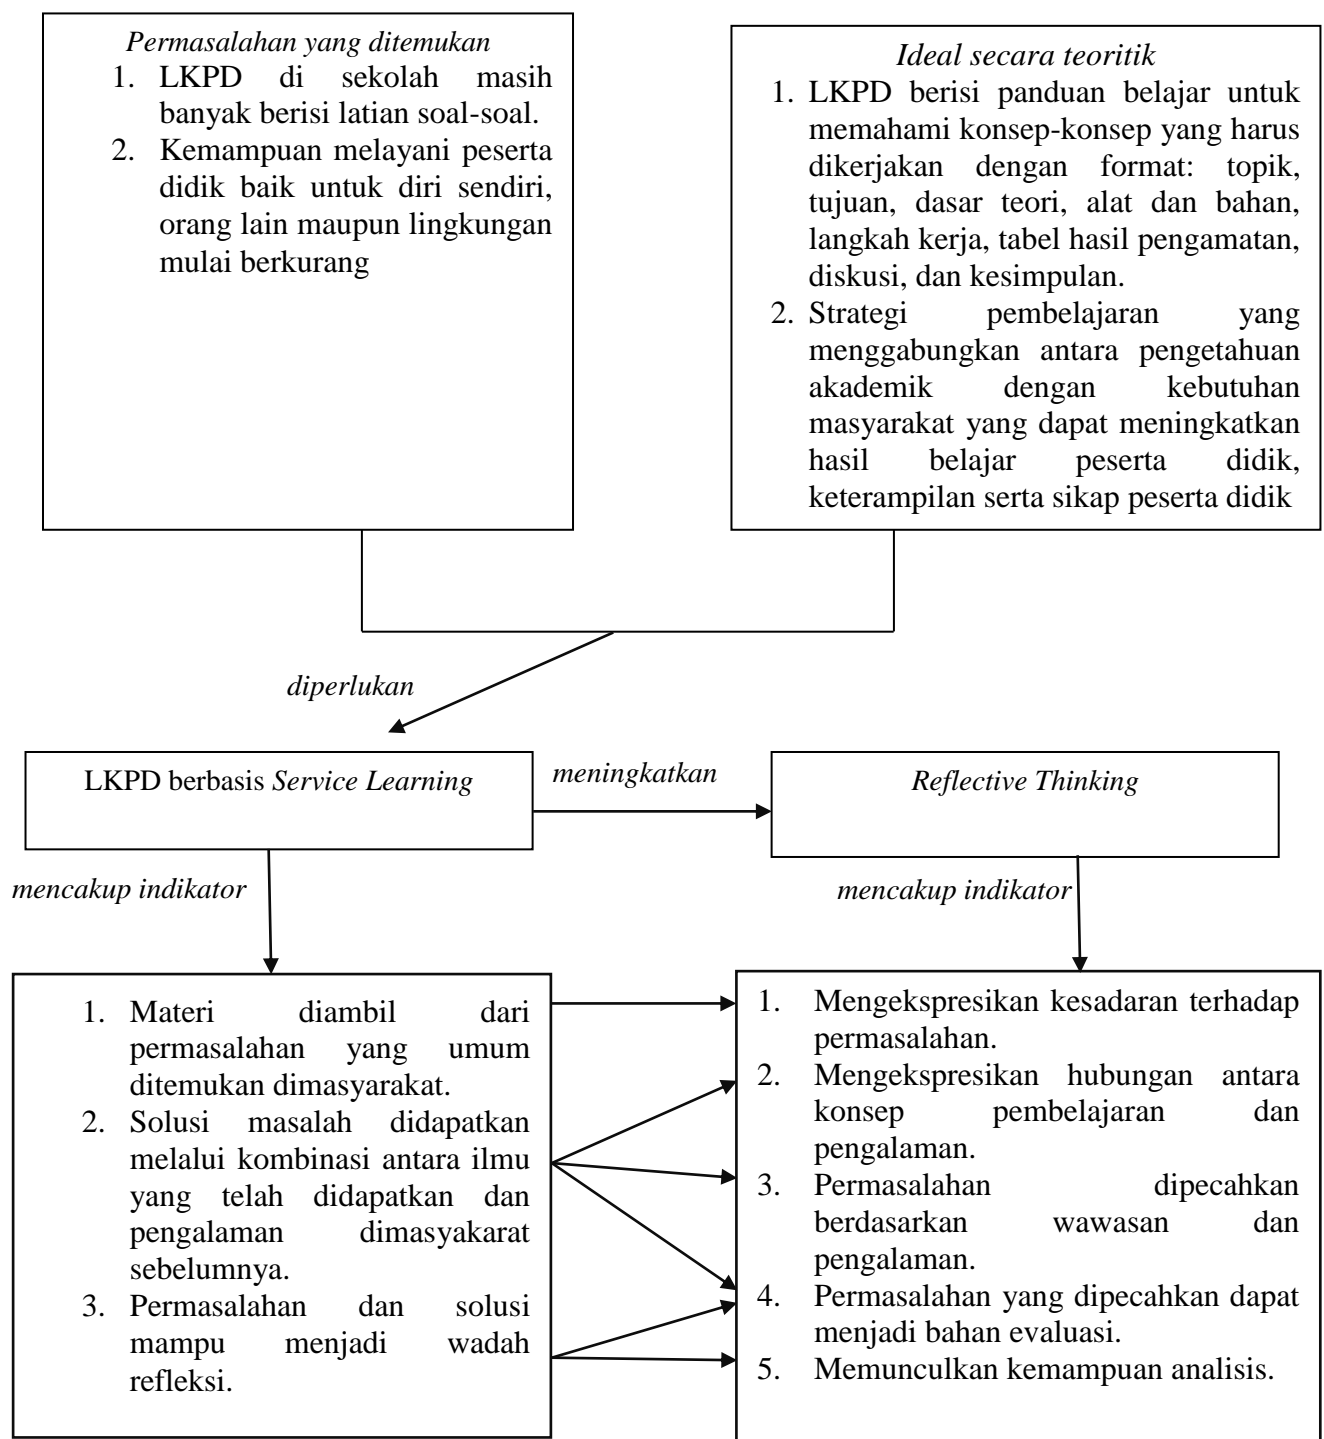 Permasalahan yang ditemukan
1. LKPD di sekolah masih
banyak berisi latian soal-soal.
2. Kemampuan melayani peserta
didik baik untuk diri sendiri,
orang lain maupun lingkungan
mulai berkurang
Ideal secara teoritik
1. LKPD berisi panduan belajar untuk
memahami konsep-konsep yang harus
dikerjakan dengan format: topik,
tujuan, dasar teori, alat dan bahan,
langkah kerja, tabel hasil pengamatan,
diskusi, dan kesimpulan.
2. Strategi pembelajaran yang
menggabungkan antara pengetahuan
akademik dengan kebutuhan
masyarakat yang dapat meningkatkan
hasil belajar peserta didik,
keterampilan serta sikap peserta didik
diperlukan
LKPD berbasis Service Learning
meningkatkan
Reflective Thinking
mencakup indikator
mencakup indikator
1. Materi diambil dari
permasalahan yang umum
ditemukan dimasyarakat.
2. Solusi masalah didapatkan
melalui kombinasi antara ilmu
yang telah didapatkan dan
pengalaman dimasyakarat
sebelumnya.
3. Permasalahan dan solusi
mampu menjadi wadah
refleksi.
1. Mengekspresikan kesadaran terhadap
permasalahan.
2. Mengekspresikan hubungan antara
konsep pembelajaran dan
pengalaman.
3. Permasalahan dipecahkan
berdasarkan wawasan dan
pengalaman.
4. Permasalahan yang dipecahkan dapat
menjadi bahan evaluasi.
5. Memunculkan kemampuan analisis.